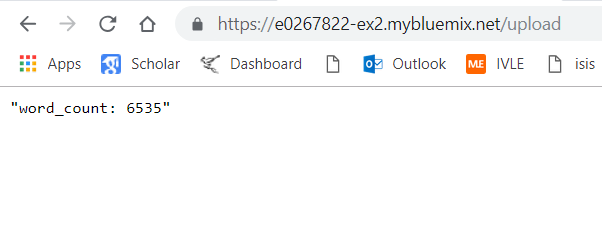 https://e0267822-ex2.mybluemix.net/upload
Apps Scholar Dashboard Outlook ME IVLE isis
"word_count: 6535"